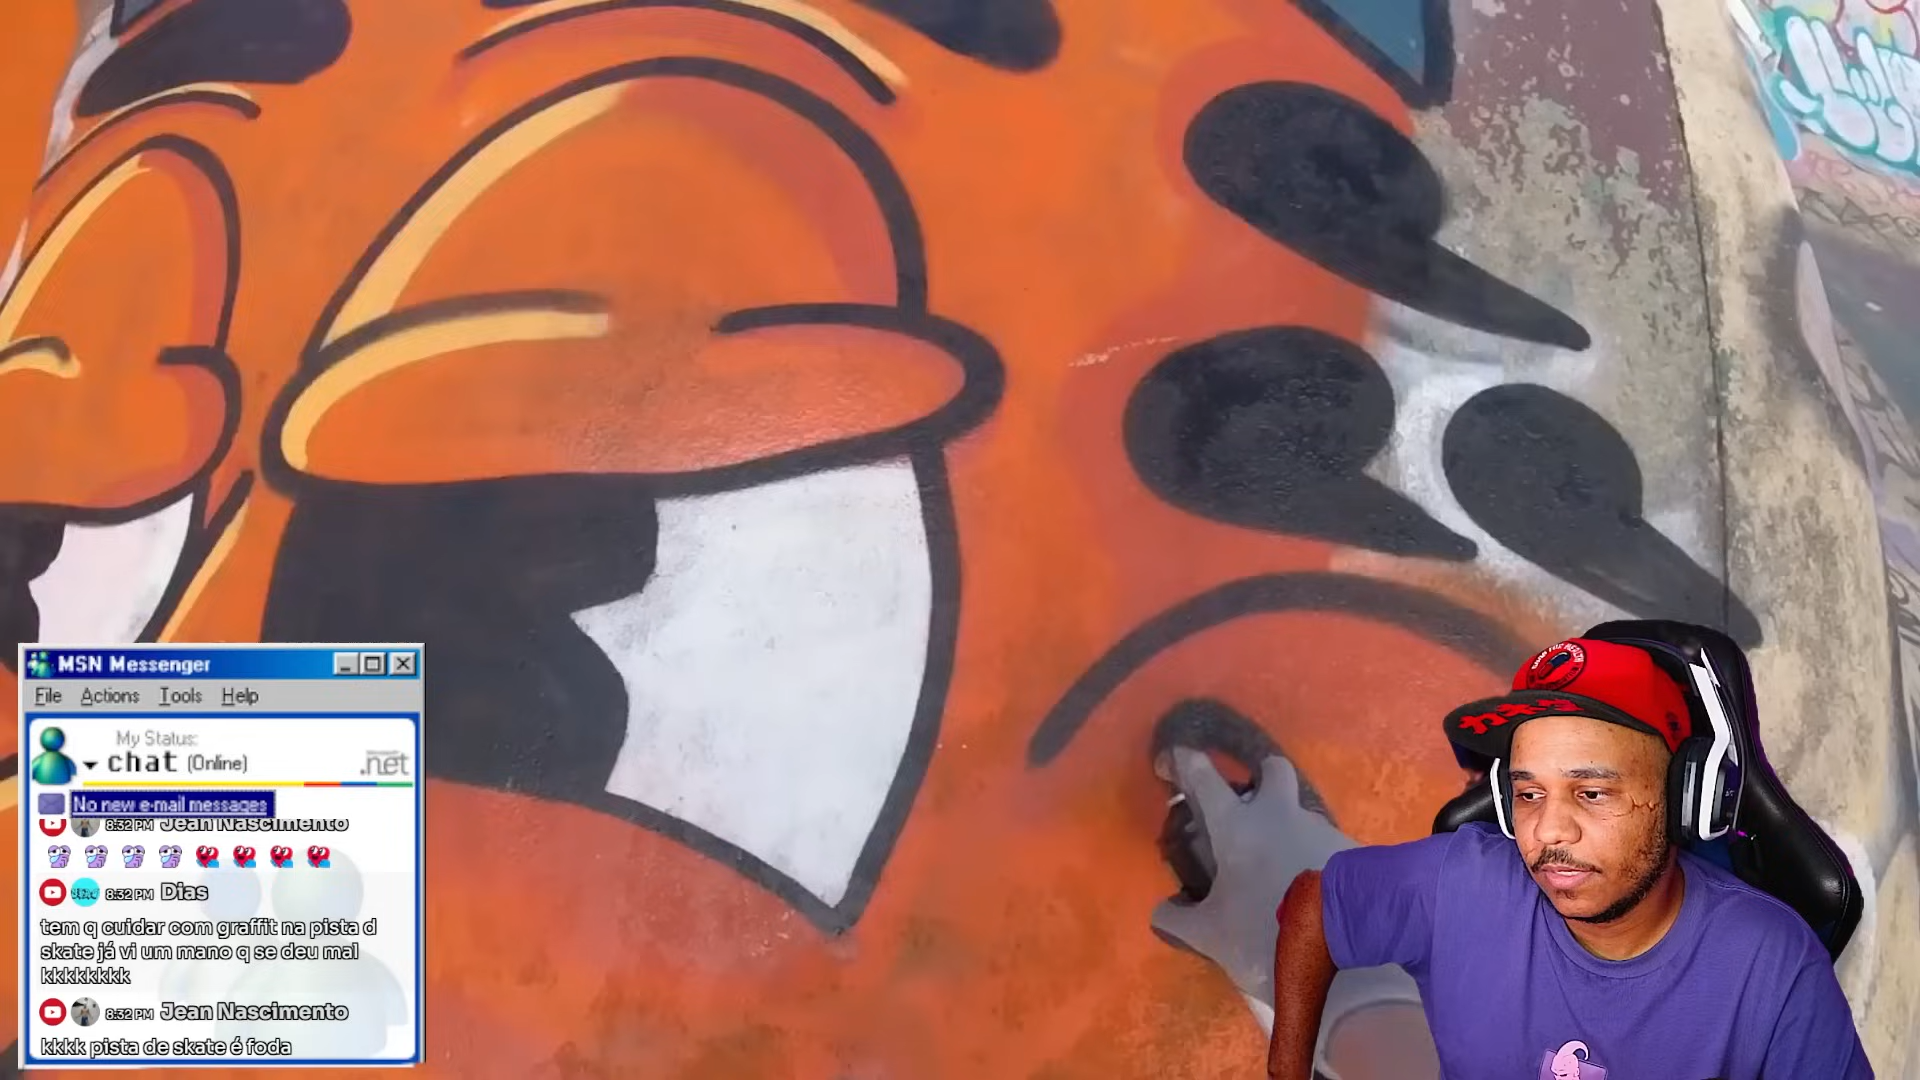 MSN Messenger
File Actions Tools Help
My Status:
chat (Online)
.net
No new e-mail messages
8:32 PM Jean Nascimento
8:32 PM Dias
tem q cuidar com graffit na pista d
skate já vi um mano q se deu mal
kkkkkkkk
8:32 PM Jean Nascimento
kkkk pista de skate é foda